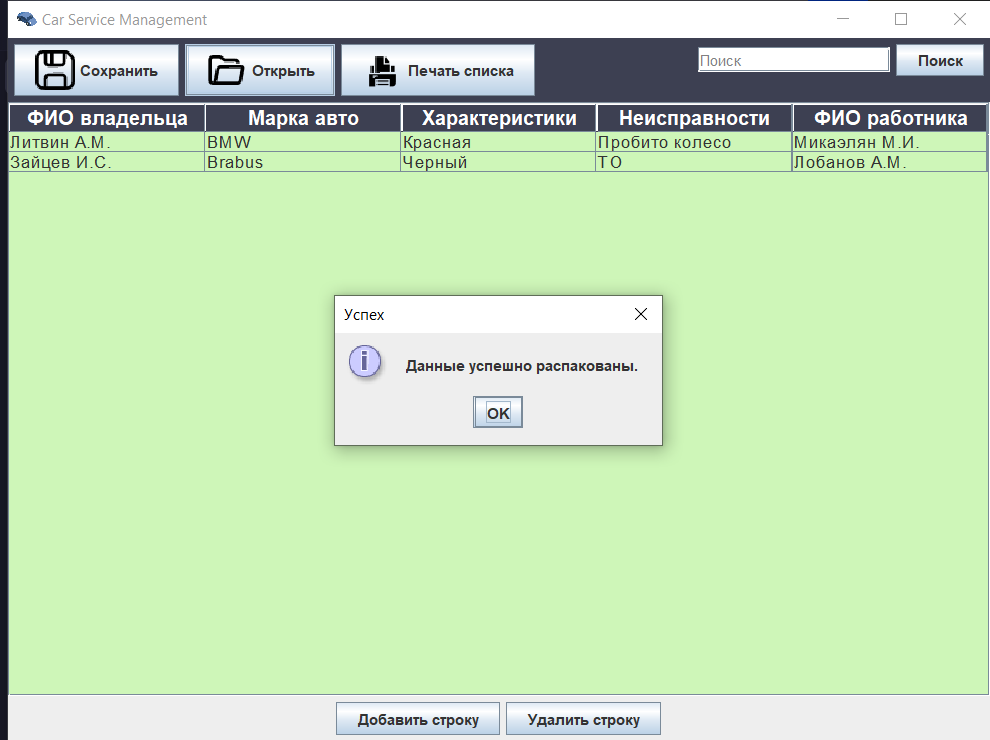 Car Service Management
Сохранить Открыть Печать списка Поиск Поиск
ФИО владельца Марка авто Характеристики Неисправности ФИО работника
Литвин А.М. BMW Красная Пробито колесо Микаэлян М.И.
Зайцев И.С. Brabus Черный ТО Лобанов А.М.
Успех
Данные успешно распакованы.
OK
Добавить строку Удалить строку